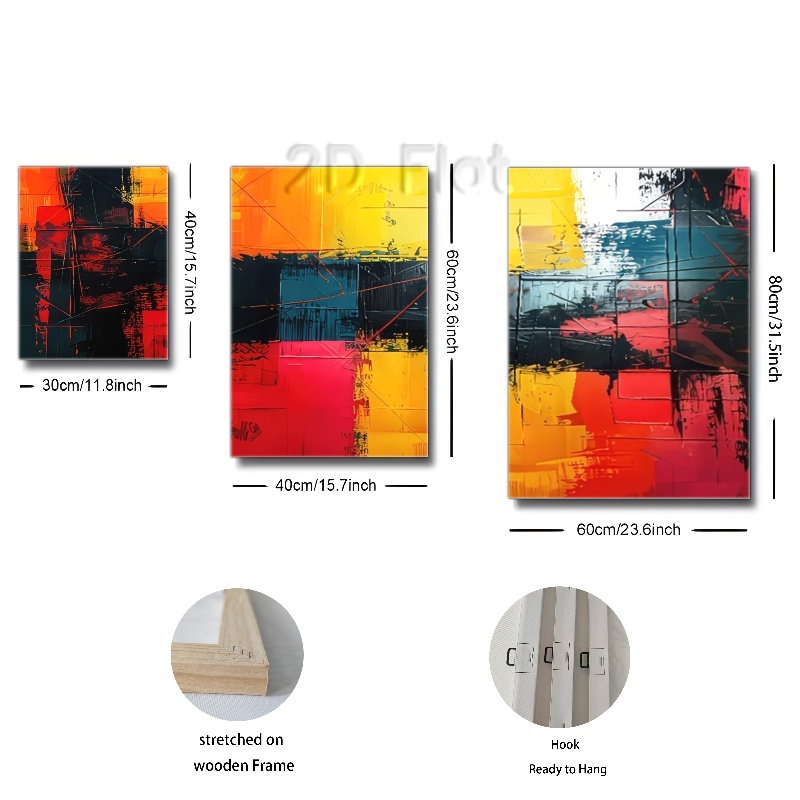 2D Flat
40cm/15.7inch
30cm/11.8inch
60cm/23.6inch
40cm/15.7inch
80cm/31.5inch
60cm/23.6inch
stretched on
wooden Frame
Hook
Ready to Hang